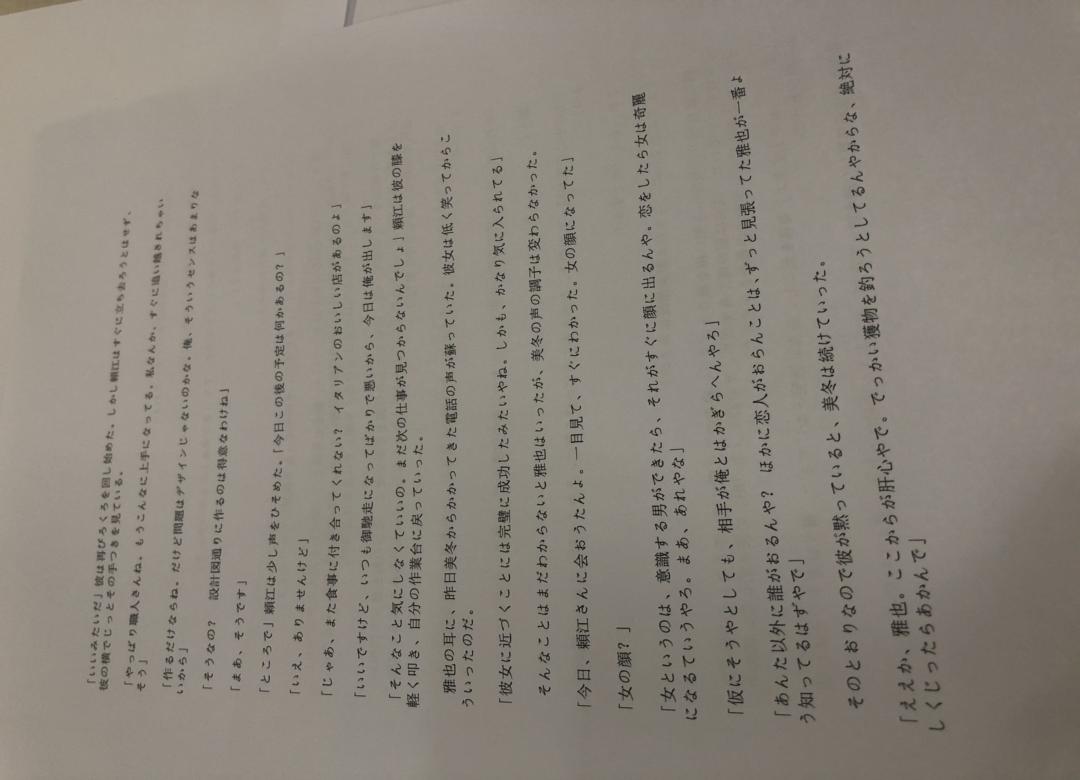 「いいみたいだ」彼は再びろくろを回し始めた。しかし頼江はすぐに立ち去ろうとはせず、
彼の横でじっとその手つきを見ている。
「やっぱり職人さんね。もうこんなに上手になってる。私なんか、すぐに追い越されちゃい
そう」
「作るだけならね。だけど問題はデザインじゃないのかな。俺、そういうセンスはあまりな
いから」
「そうなの？　設計図通りに作るのは得意なわけね」
「まあ、そうです」
「ところで」頼江は少し声をひそめた。「今日この後の予定は何かあるの？」
「いえ、ありませんけど」
「じゃあ、また食事に付き合ってくれない？　イタリアンのおいしい店があるのよ」
「いいですけど、いつも御馳走になってばかりで悪いから、今日は俺が出します」
「そんなこと気にしなくていいの。まだ次の仕事が見つからないんでしょ」頼江は彼の膝を
軽く叩き、自分の作業台に戻っていった。
雅也の耳に、昨日美冬からかかってきた電話の声が蘇っていた。彼女は低く笑ってからこ
ういったのだ。
「彼女に近づくことには完璧に成功したみたいやね。しかも、かなり気に入られてる」
そんなことはまだわからないと雅也はいったが、美冬の声の調子は変わらなかった。
「今日、頼江さんに会おうたんよ。一目見て、すぐにわかった。女の顔になってた」
「女の顔？」
「女というのは、意識する男ができたら、それがすぐに顔に出るんや。恋をしたら女は奇麗
になるていうやろ。まあ、あれやな」
「仮にそうやとしても、相手が俺とはかぎらへんやろ」
「あんた以外に誰がおるんや？　ほかに恋人がおらんことは、ずっと見張ってた雅也が一番よ
う知ってるはずやで」
そのとおりなので彼が黙っていると、美冬は続けていった。
「ええか、雅也。ここからが肝心やで。でっかい獲物を釣ろうとしてるんやからな、絶対に
しくじったらあかんで」